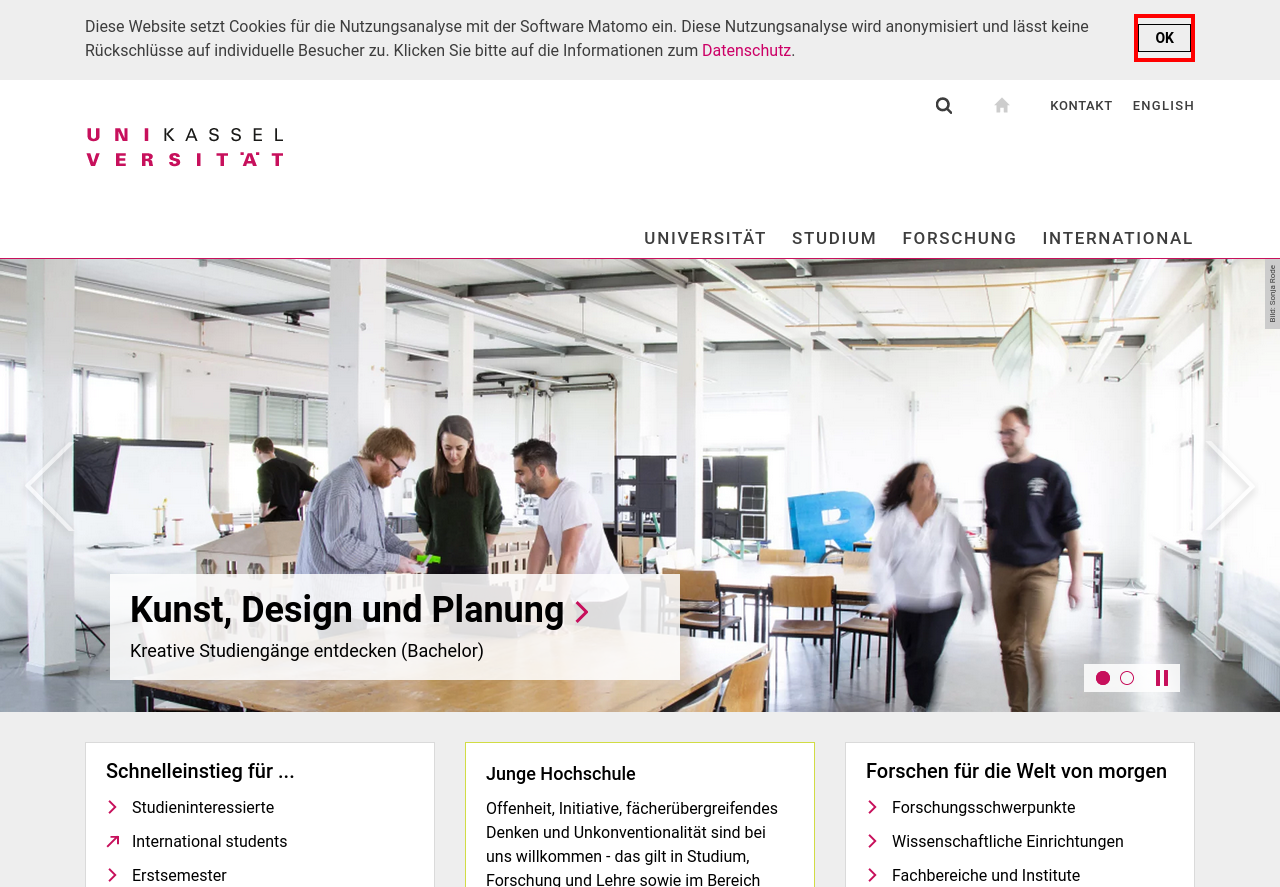 Diese Website setzt Cookies für die Nutzungsanalyse mit der Software Matomo ein. Diese Nutzungsanalyse wird anonymisiert und lässt keine
Rückschlüsse auf individuelle Besucher zu. Klicken Sie bitte auf die Informationen zum Datenschutz.
OK
KONTAKT
ENGLISH
UNIKASSEL
VERSITÄT
UNIVERSITÄT
STUDIUM
FORSCHUNG
INTERNATIONAL
Bild: Sonja Rode
R
Kunst, Design und Planung
Kreative Studiengänge entdecken (Bachelor)
Schnelleinstieg für ...
Studieninteressierte
International students
Erstsemester
Junge Hochschule
Offenheit, Initiative, fächerübergreifendes
Denken und Unkonventionalität sind bei
uns willkommen - das gilt in Studium,
Forschung und Lehre sowie im Bereich
Forschen für die Welt von morgen
Forschungsschwerpunkte
Wissenschaftliche Einrichtungen
Fachbereiche und Institute